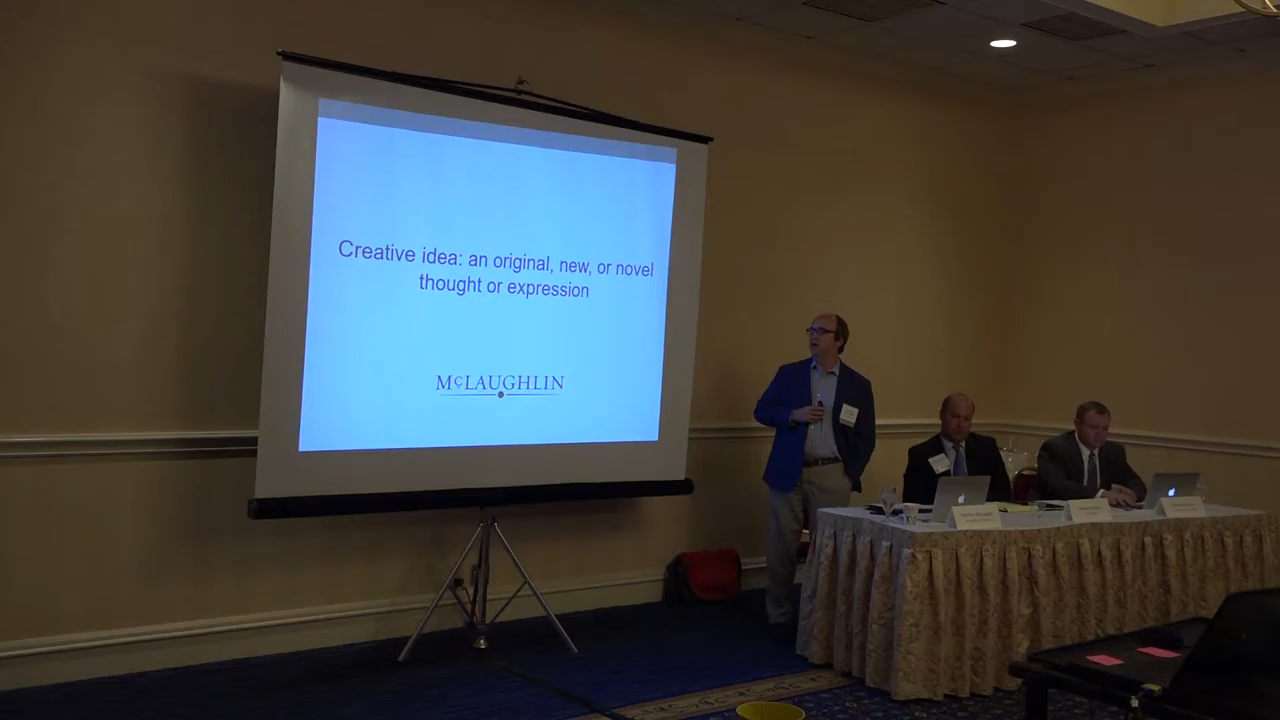 Creative idea: an original, new, or novel
thought or expression
McLAUGHLIN